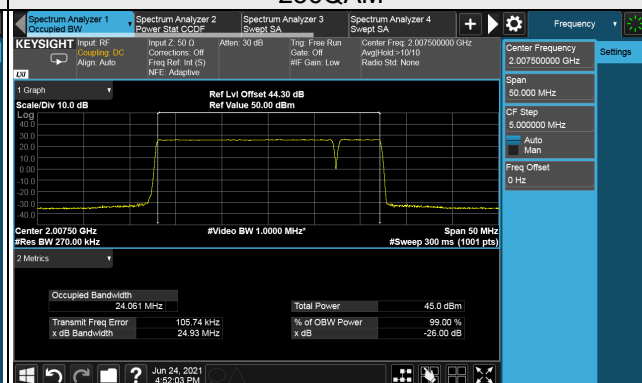 256QAM
Spectrum Analyzer 1
Occupied BW
Spectrum Analyzer 2
Power Stat CCDF
Spectrum Analyzer 3
Swept SA
Spectrum Analyzer 4
Swept SA
Frequency
KEYSIGHT
Input: RF
Coupling: DC
Align: Auto
Input Z: 50 Ω
Corrections: Off
Freq Ref: Int (S)
NFE: Adaptive
Atten: 30 dB
Trig: Free Run
Gate: Off
#IF Gain: Low
Center Freq: 2.007500000 GHz
Avg|Hold:>10/10
Radio Std: None
LXI
Center Frequency
2.007500000 GHz
Settings
Span
50.000 MHz
CF Step
5.000000 MHz
Auto
Man
Freq Offset
0 Hz
1 Graph
Scale/Div 10.0 dB
Ref Lvl Offset 44.30 dB
Ref Value 50.00 dBm
Log
40.0
30.0
20.0
10.0
0.00
-10.0
-20.0
-30.0
-40.0
Center 2.00750 GHz
#Res BW 270.00 kHz
#Video BW 1.0000 MHz*
Span 50 MHz
#Sweep 300 ms (1001 pts)
2 Metrics
Occupied Bandwidth
24.061 MHz
Total Power 45.0 dBm
Transmit Freq Error 105.74 kHz
% of OBW Power 99.00 %
x dB Bandwidth 24.93 MHz
x dB -26.00 dB
?
Jun 24, 2021
4:52:03 PM